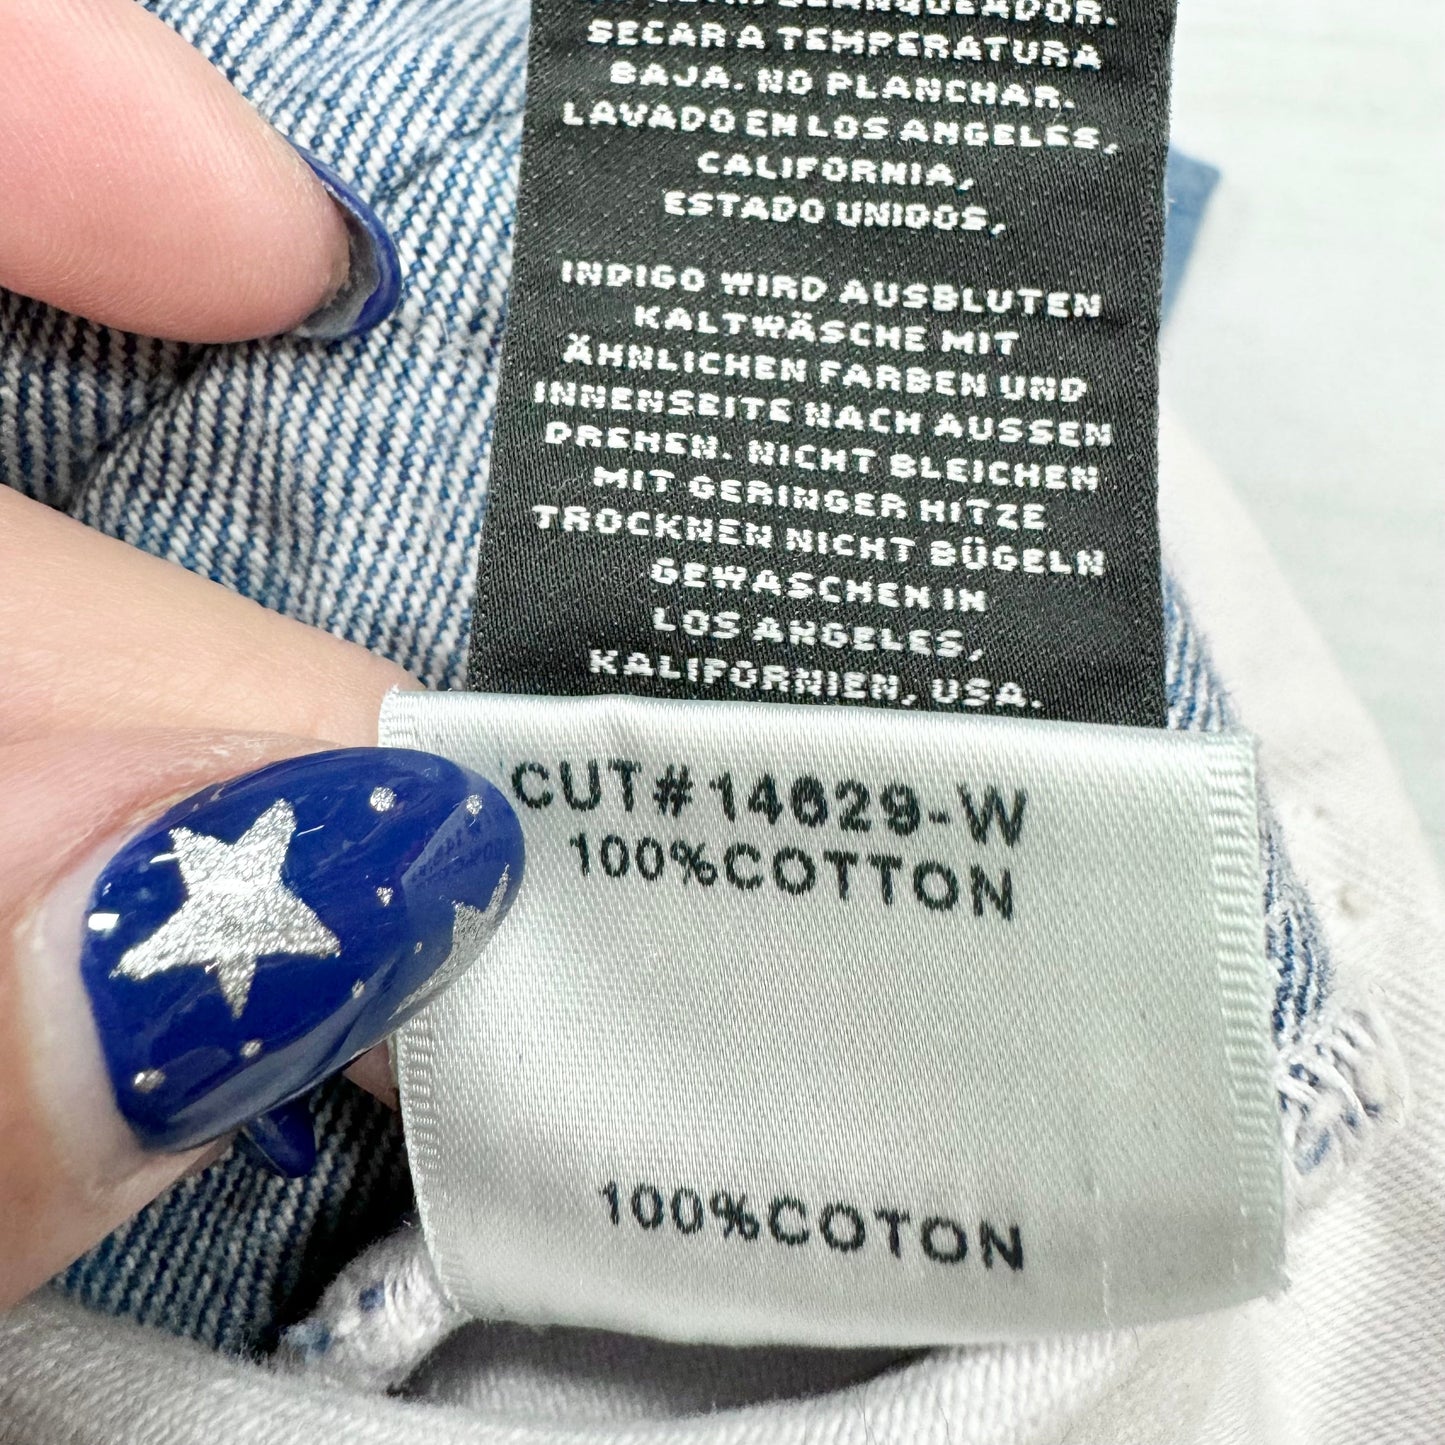 BLANQUEADOR.
SECAR A TEMPERATURA
BAJA. NO PLANCHAR.
LAVADO EN LOS ANGELES,
CALIFORNIA,
ESTADO UNIDOS,
INDIGO WIRD AUSBLUTEN
KALTWÄSCHE MIT
ÄHNLICHEN FARBEN UND
INNENSEITE NACH AUSSEN
DREHEN. NICHT BLEICHEN
MIT GERINGER HITZE
TROCKNEN NICHT BÜGELN
GEWASCHEN IN
LOS ANGELES,
KALIFORNIEN, USA.
CUT#14629-W
100%COTTON
100%COTON